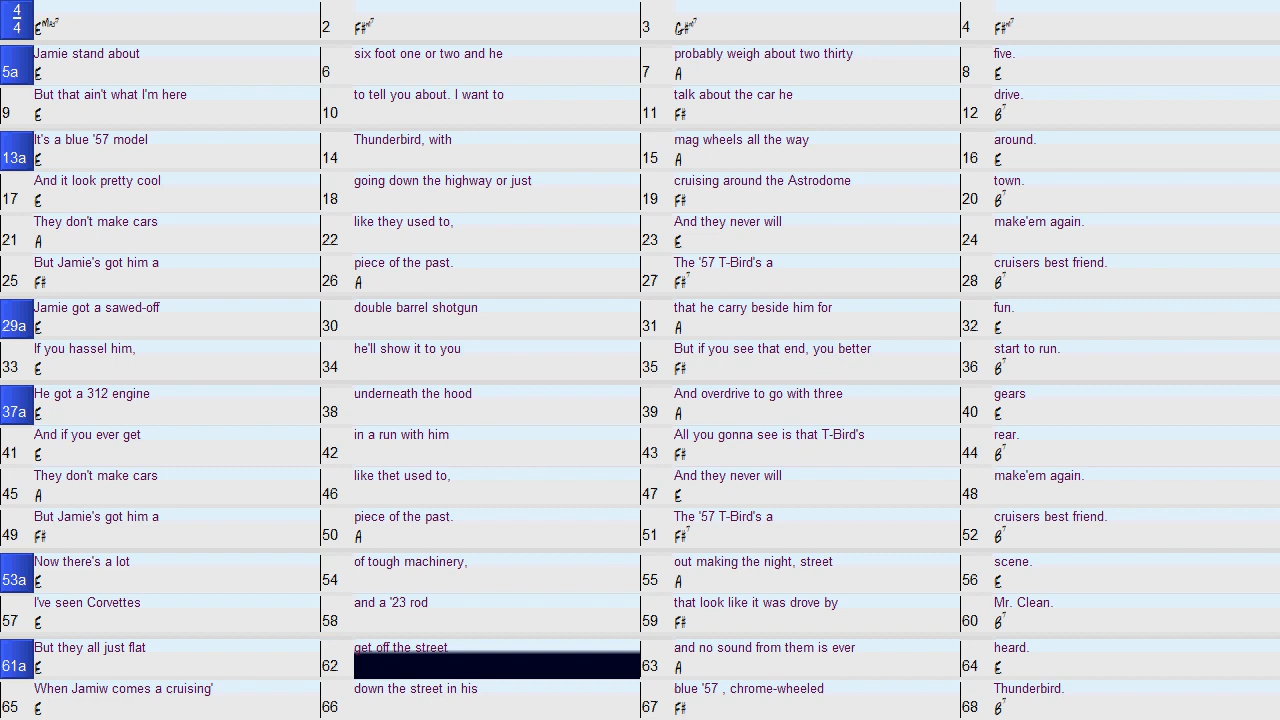 4 4 EMaj7 2 F#m7 3 G#m7 4 F#m7
Jamie stand about six foot one or two and he probably weigh about two thirty five.
5a E 6 7 A 8 E
But that ain't what I'm here to tell you about. I want to talk about the car he drive.
9 E 10 11 F# 12 B7
It's a blue '57 model Thunderbird, with mag wheels all the way around.
13a E 14 15 A 16 E
And it look pretty cool going down the highway or just cruising around the Astrodome town.
17 E 18 19 F# 20 B7
They don't make cars like they used to, And they never will make'em again.
21 A 22 23 E 24
But Jamie's got him a piece of the past. The '57 T-Bird's a cruisers best friend.
25 F# 26 A 27 F#7 28 B7
Jamie got a sawed-off double barrel shotgun that he carry beside him for fun.
29a E 30 31 A 32 E
If you hassel him, he'll show it to you But if you see that end, you better start to run.
33 E 34 35 F# 36 B7
He got a 312 engine underneath the hood And overdrive to go with three gears
37a E 38 39 A 40 E
And if you ever get in a run with him All you gonna see is that T-Bird's rear.
41 E 42 43 F# 44 B7
They don't make cars like thet used to, And they never will make'em again.
45 A 46 47 E 48
But Jamie's got him a piece of the past. The '57 T-Bird's a cruisers best friend.
49 F# 50 A 51 F#7 52 B7
Now there's a lot of tough machinery, out making the night, street scene.
53a E 54 55 A 56 E
I've seen Corvettes and a '23 rod that look like it was drove by Mr. Clean.
57 E 58 59 F# 60 B7
But they all just flat get off the street and no sound from them is ever heard.
61a E 62 63 A 64 E
When Jamiw comes a cruising' down the street in his blue '57 , chrome-wheeled Thunderbird.
65 E 66 67 F# 68 B7